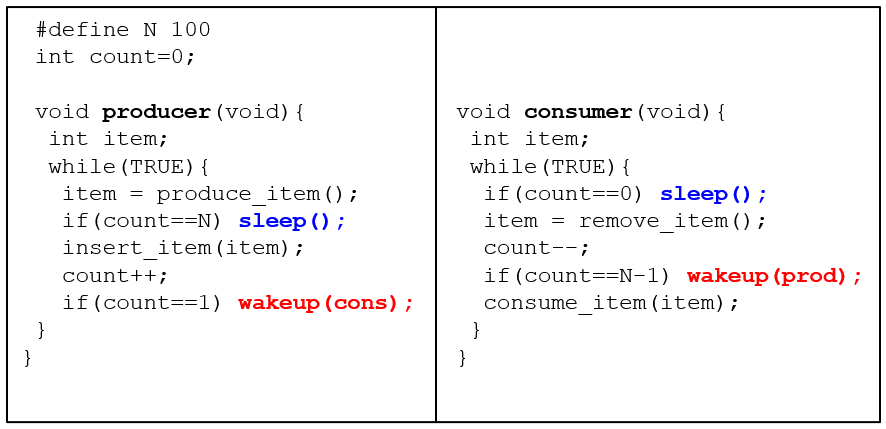 #define N 100
int count=0;
void producer(void){
int item;
while(TRUE){
item = produce_item();
if(count==N) sleep();
insert_item(item);
count++;
if(count==1) wakeup(cons);
}
}
void consumer(void){
int item;
while(TRUE){
if(count==0) sleep();
item = remove_item();
count--;
if(count==N-1) wakeup(prod);
consume_item(item);
}
}